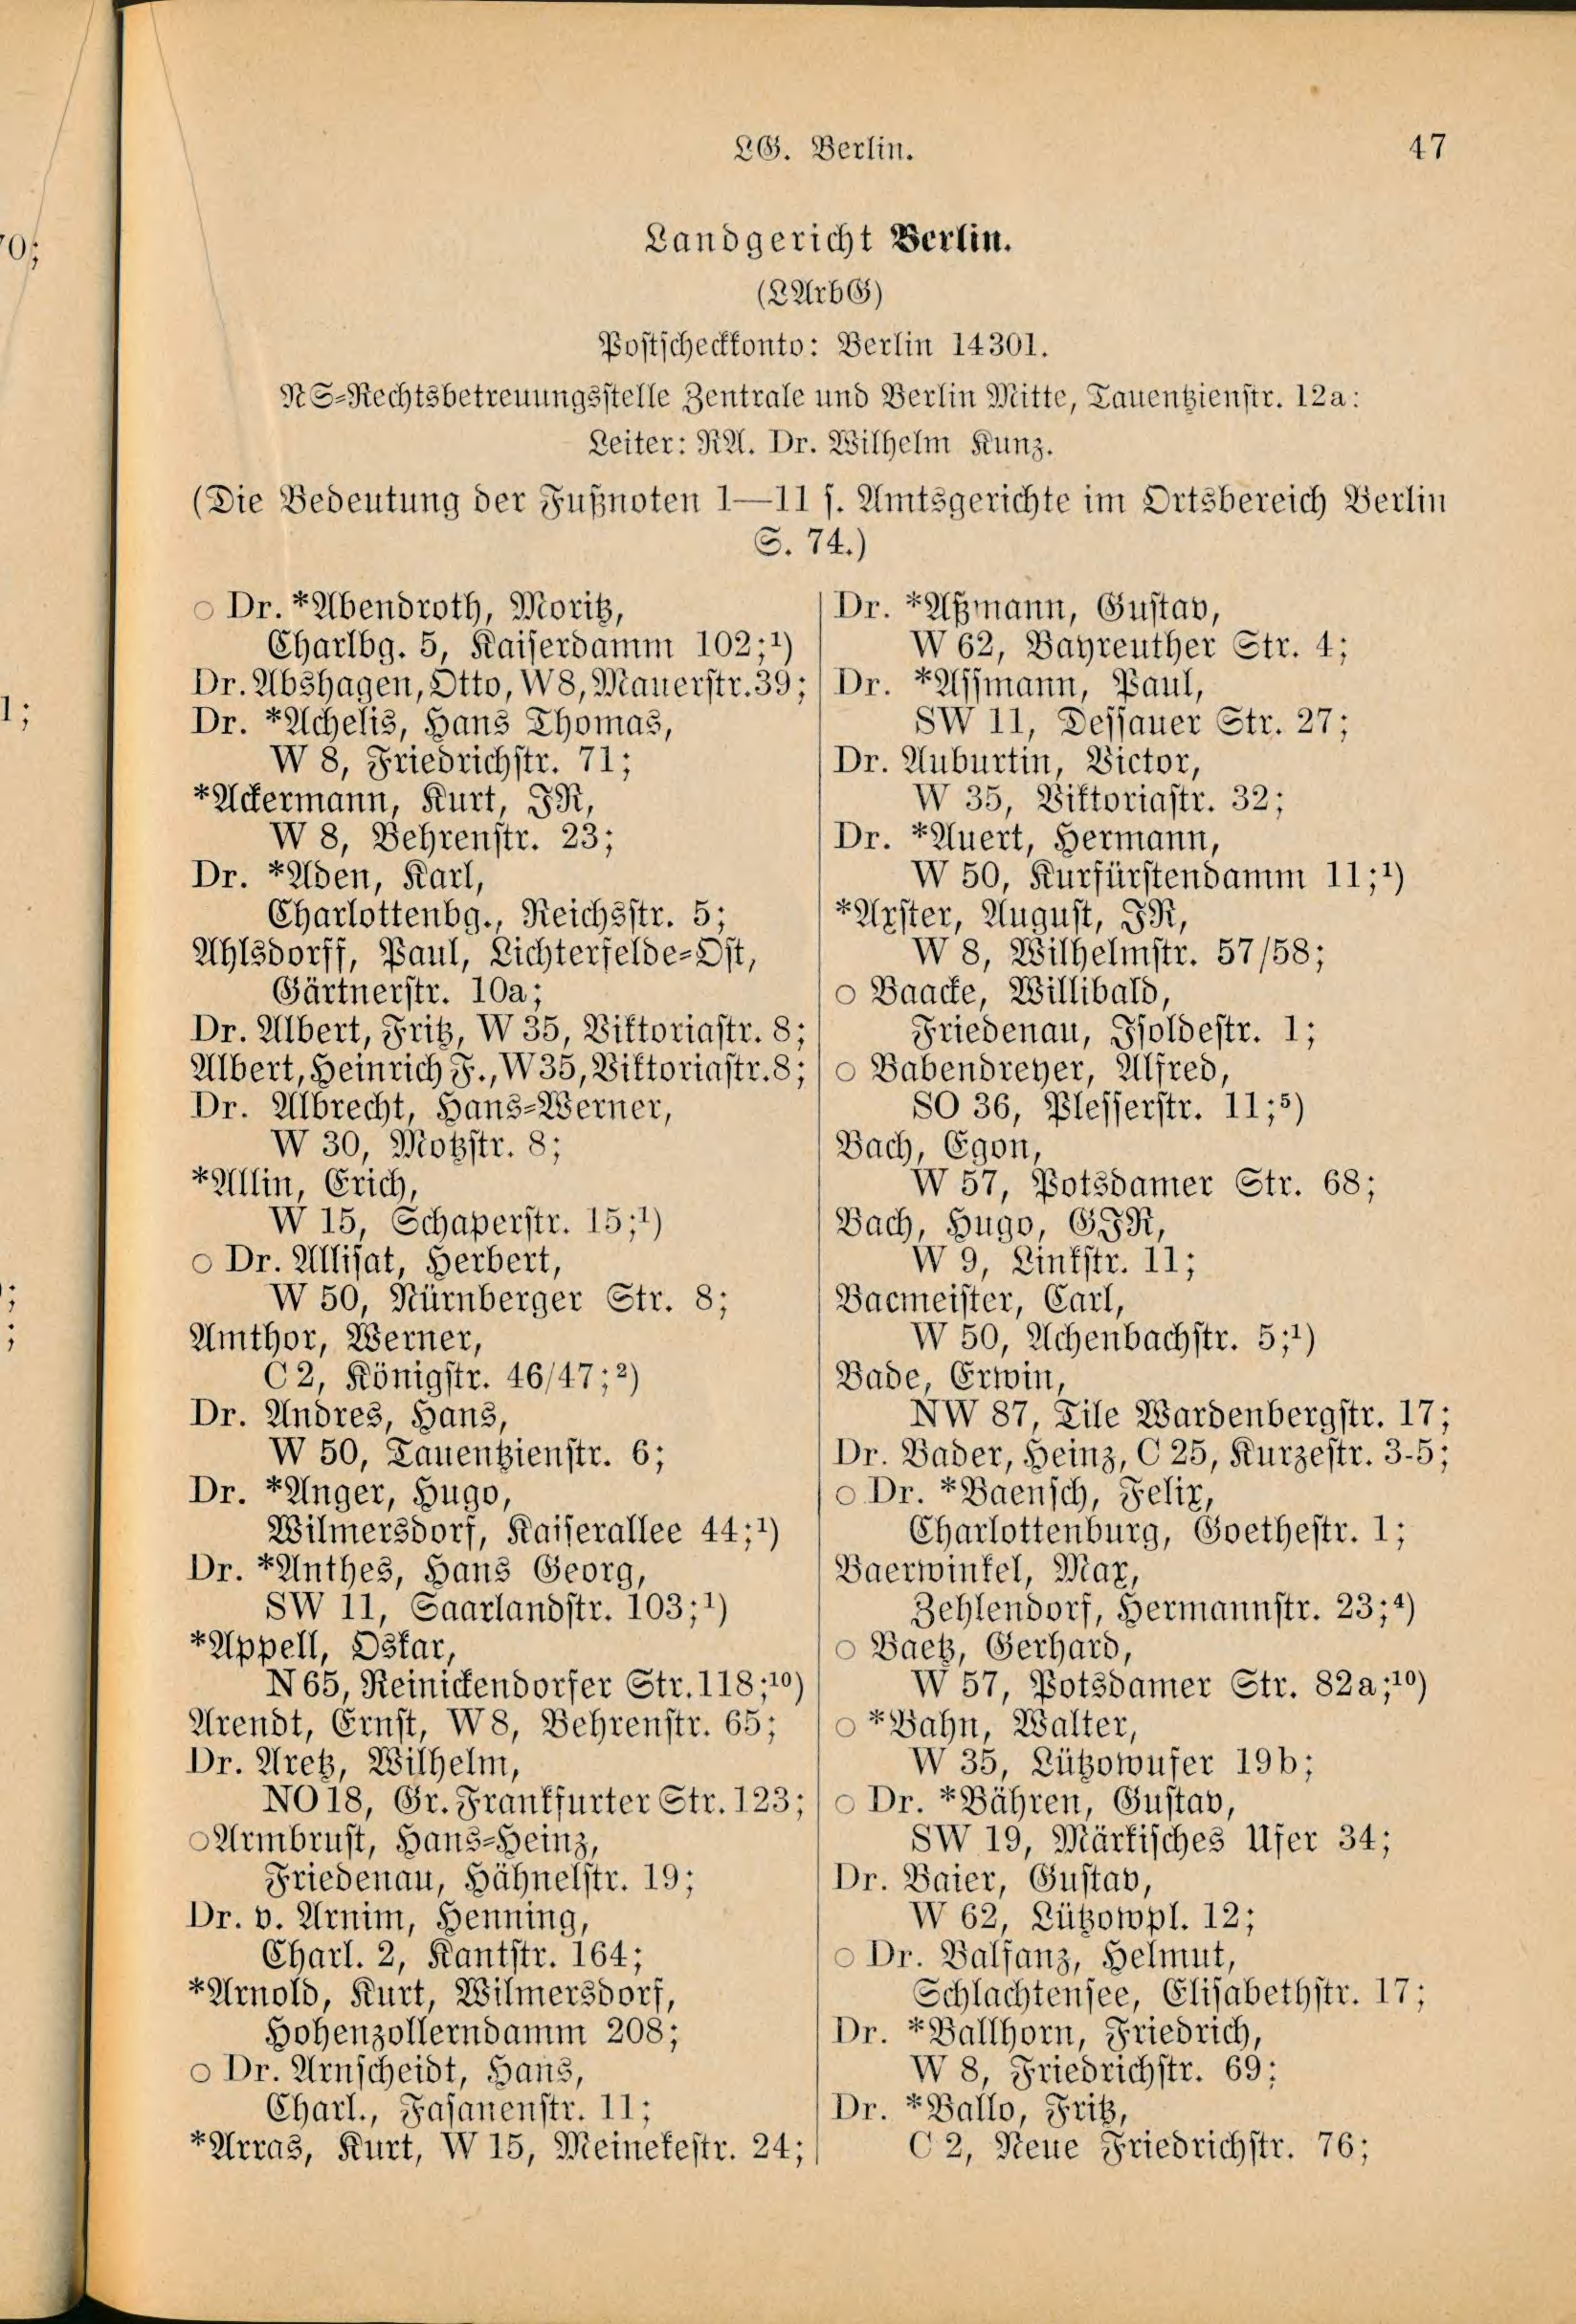 LG. Berlin.
47
Landgericht Berlin.
(LArbG)
Postscheckkonto: Berlin 14301.
NS-Rechtsbetreuungsstelle Zentrale und Berlin Mitte, Tauentzienstr. 12a:
Leiter: RA. Dr. Wilhelm Kunz.
(Die Bedeutung der Fußnoten 1—11 s. Amtsgerichte im Ortsbereich Berlin
S. 74.)
○ Dr. *Abendroth, Moritz,
Charlbg. 5, Kaiserdamm 102;¹)
Dr. Abshagen, Otto, W8, Mauerstr. 39;
Dr. *Achelis, Hans Thomas,
W 8, Friedrichstr. 71;
*Ackermann, Kurt, JR,
W 8, Behrenstr. 23;
Dr. *Aden, Karl,
Charlottenbg., Reichsstr. 5;
Ahlsdorff, Paul, Lichterfelde-Ost,
Gärtnerstr. 10a;
Dr. Albert, Fritz, W 35, Viktoriastr. 8;
Albert, Heinrich F., W35, Viktoriastr. 8;
Dr. Albrecht, Hans-Werner,
W 30, Motzstr. 8;
*Allin, Erich,
W 15, Schaperstr. 15;¹)
○ Dr. Allisat, Herbert,
W 50, Nürnberger Str. 8;
Amthor, Werner,
C 2, Königstr. 46/47;²)
Dr. Andres, Hans,
W 50, Tauentzienstr. 6;
Dr. *Anger, Hugo,
Wilmersdorf, Kaiserallee 44;¹)
Dr. *Anthes, Hans Georg,
SW 11, Saarlandstr. 103;¹)
*Appell, Oskar,
N 65, Reinickendorfer Str. 118;¹⁰)
Arendt, Ernst, W 8, Behrenstr. 65;
Dr. Aretz, Wilhelm,
NO 18, Gr. Frankfurter Str. 123;
○Armbrust, Hans-Heinz,
Friedenau, Hähnelstr. 19;
Dr. v. Arnim, Henning,
Charl. 2, Kantstr. 164;
*Arnold, Kurt, Wilmersdorf,
Hohenzollerndamm 208;
○ Dr. Arnscheidt, Hans,
Charl., Fasanenstr. 11;
*Arras, Kurt, W 15, Meinekestr. 24;
Dr. *Aßmann, Gustav,
W 62, Bayreuther Str. 4;
Dr. *Assmann, Paul,
SW 11, Dessauer Str. 27;
Dr. Auburtin, Victor,
W 35, Viktoriastr. 32;
Dr. *Auert, Hermann,
W 50, Kurfürstendamm 11;¹)
*Axster, August, JR,
W 8, Wilhelmstr. 57/58;
○ Baacke, Willibald,
Friedenau, Isoldestr. 1;
○ Babendreyer, Alfred,
SO 36, Plesserstr. 11;⁵)
Bach, Egon,
W 57, Potsdamer Str. 68;
Bach, Hugo, GJR,
W 9, Linkstr. 11;
Bacmeister, Carl,
W 50, Achenbachstr. 5;¹)
Bade, Erwin,
NW 87, Tile Wardenbergstr. 17;
Dr. Bader, Heinz, C 25, Kurzestr. 3-5;
○ Dr. *Baensch, Felix,
Charlottenburg, Goethestr. 1;
Baerwinkel, Max,
Zehlendorf, Hermannstr. 23;⁴)
○ Baetz, Gerhard,
W 57, Potsdamer Str. 82a;¹⁰)
○ *Bahn, Walter,
W 35, Lützowufer 19b;
○ Dr. *Bähren, Gustav,
SW 19, Märkisches Ufer 34;
Dr. Baier, Gustav,
W 62, Lützowpl. 12;
○ Dr. Balfanz, Helmut,
Schlachtensee, Elisabethstr. 17;
Dr. *Ballhorn, Friedrich,
W 8, Friedrichstr. 69;
Dr. *Ballo, Fritz,
C 2, Neue Friedrichstr. 76;